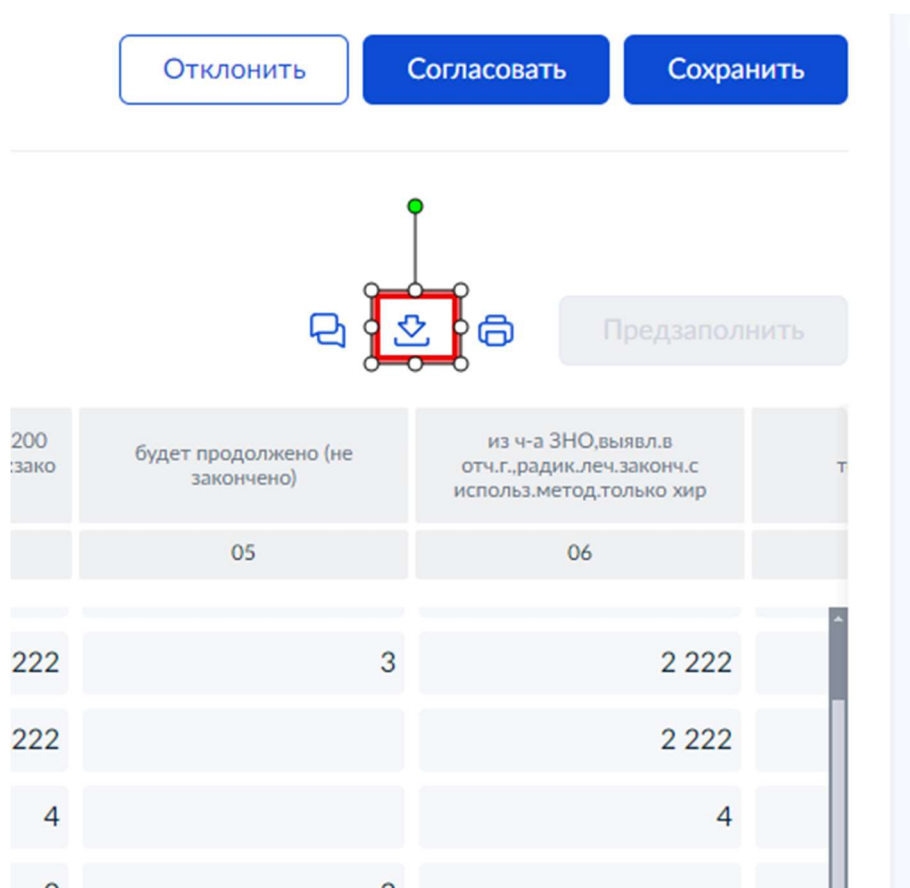 Отклонить Согласовать Сохранить
Предзаполнить
200 будет продолжено (не из ч-а ЗНО,выявл.в
:зако закончено) отч.г.,радик.леч.законч.с т
использ.метод.только хир
05 06
222 3 2 222
222 2 222
4 4